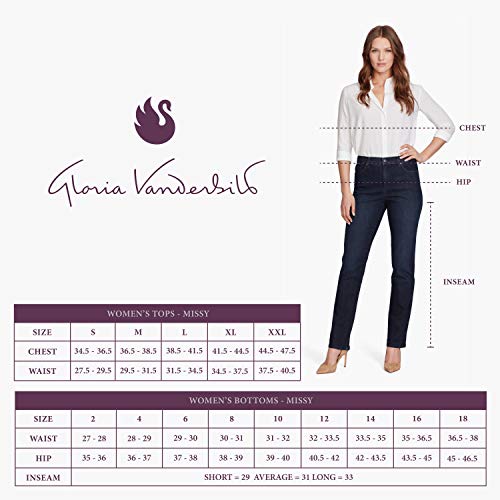 Gloria Vanderbilt
CHEST
WAIST
HIP
INSEAM
WOMEN'S TOPS - MISSY
SIZE S M L XL XXL
CHEST 34.5 - 36.5 36.5 - 38.5 38.5 - 41.5 41.5 - 44.5 44.5 - 47.5
WAIST 27.5 - 29.5 29.5 - 31.5 31.5 - 34.5 34.5 - 37.5 37.5 - 40.5
WOMEN'S BOTTOMS - MISSY
SIZE 2 4 6 8 10 12 14 16 18
WAIST 27 - 28 28 - 29 29 - 30 30 - 31 31 - 32 32 - 33.5 33.5 - 35 35 - 36.5 36.5 - 38
HIP 35 - 36 36 - 37 37 - 38 38 - 39 39 - 40 40.5 - 42 42 - 43.5 43.5 - 45 45 - 46.5
INSEAM SHORT = 29 AVERAGE = 31 LONG = 33